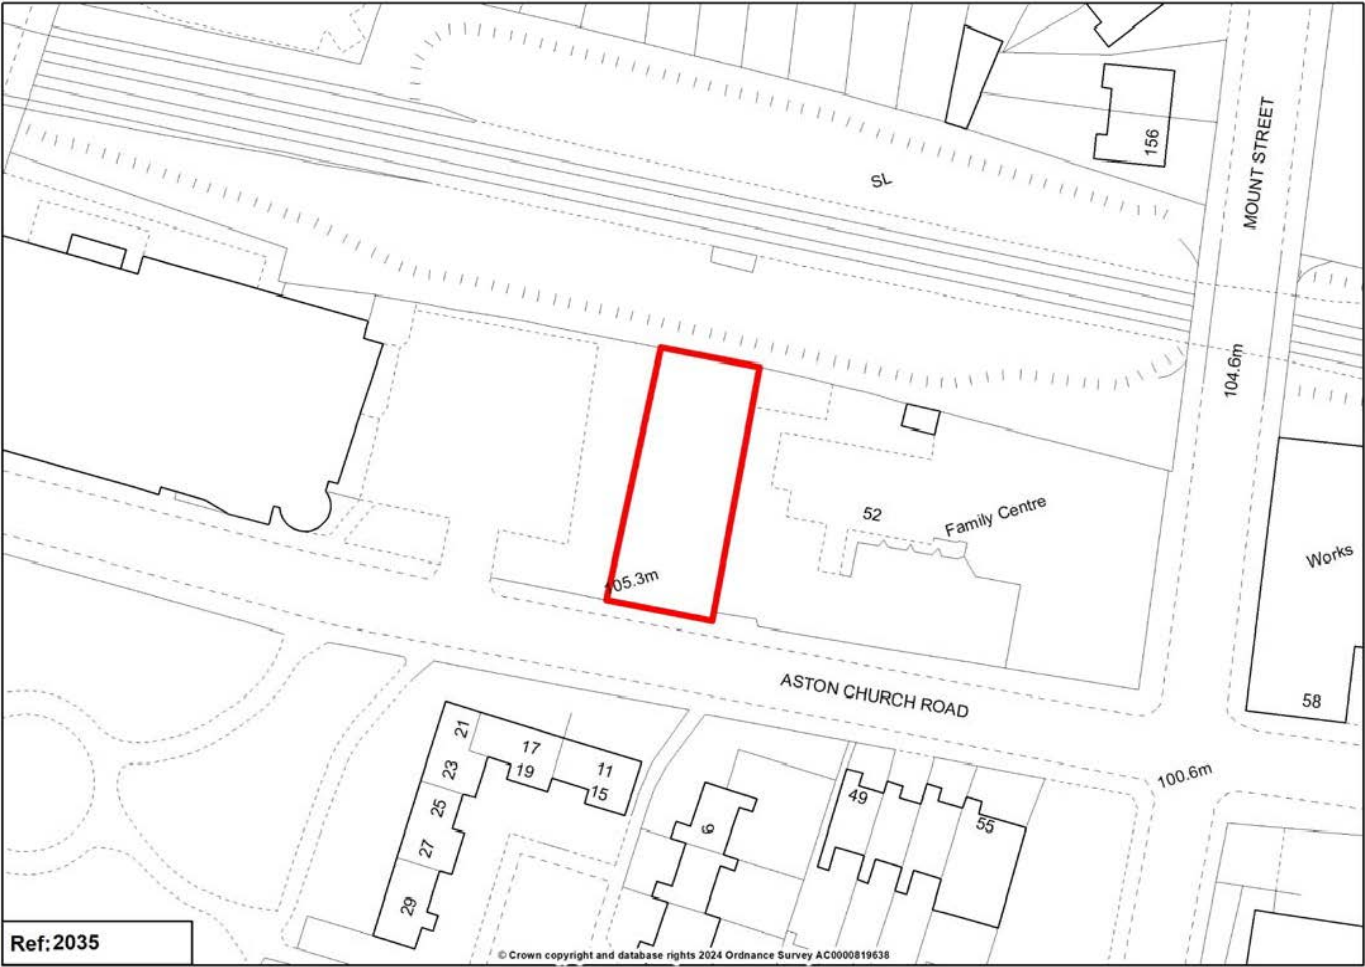 156
MOUNT STREET
SL
104.6m
52
Family Centre
Works
105.3m
ASTON CHURCH ROAD
58
100.6m
21
17
23
19
11
15
25
27
29
6
49
55
Ref:2035
© Crown copyright and database rights 2024 Ordnance Survey AC0000819638